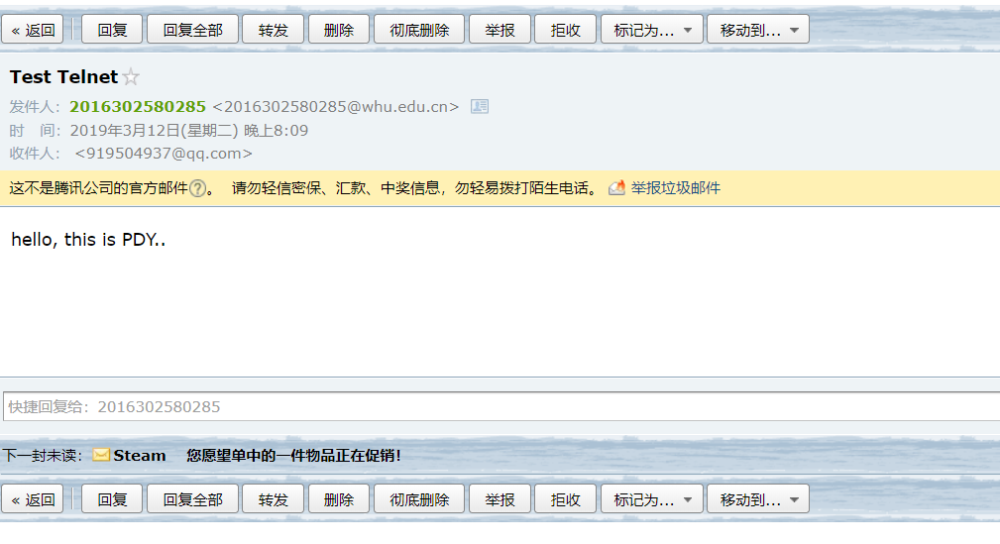 « 返回 回复 回复全部 转发 删除 彻底删除 举报 拒收 标记为... 移动到...
Test Telnet
发件人：2016302580285 <2016302580285@whu.edu.cn>
时 间：2019年3月12日(星期二) 晚上8:09
收件人： <919504937@qq.com>
这不是腾讯公司的官方邮件?。 请勿轻信密保、汇款、中奖信息，勿轻易拨打陌生电话。 举报垃圾邮件
hello, this is PDY..
快捷回复给：2016302580285
下一封未读： Steam 您愿望单中的一件物品正在促销！
« 返回 回复 回复全部 转发 删除 彻底删除 举报 拒收 标记为... 移动到...